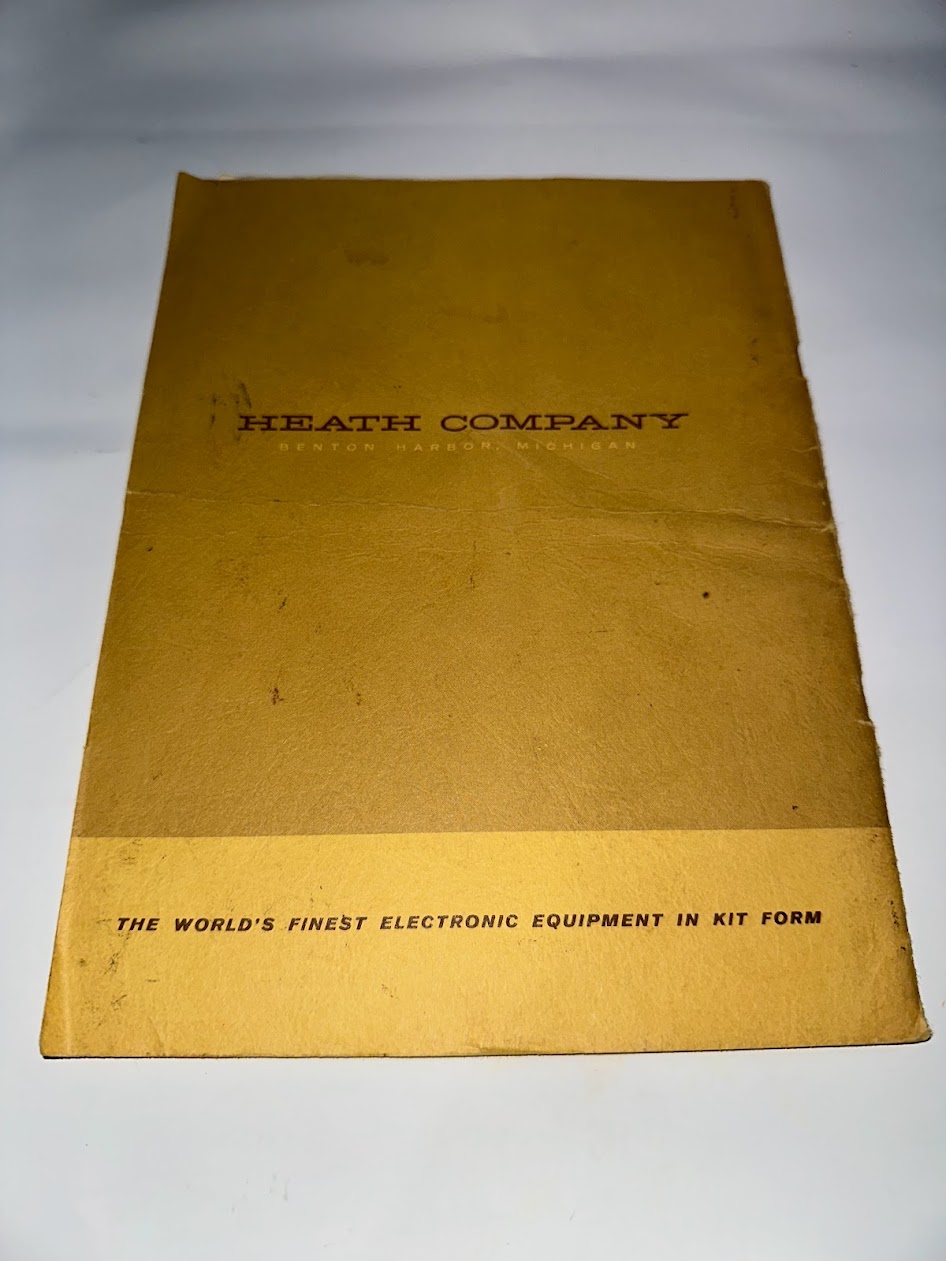 HEATH COMPANY
BENTON HARBOR, MICHIGAN
THE WORLD'S FINEST ELECTRONIC EQUIPMENT IN KIT FORM